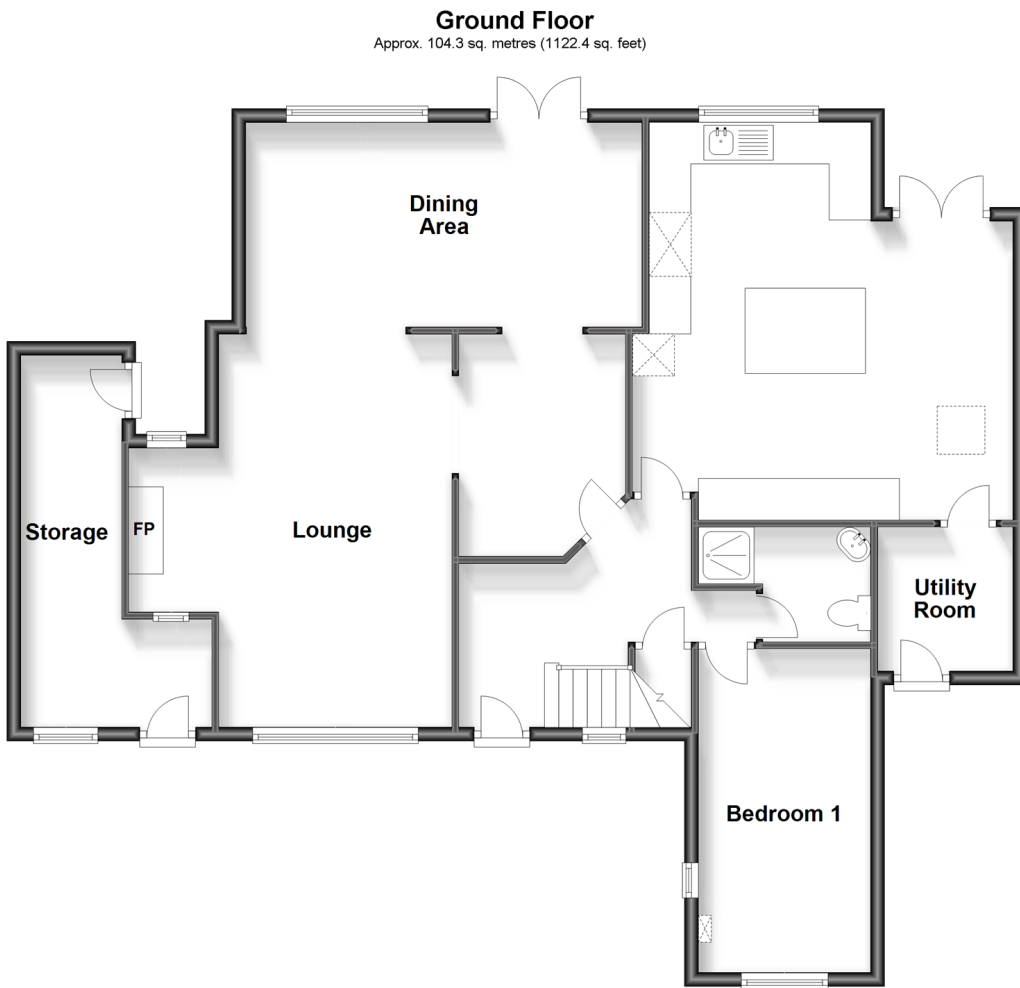 Ground Floor
Approx. 104.3 sq. metres (1122.4 sq. feet)
Dining
Area
Storage
FP
Lounge
Utility
Room
Bedroom 1